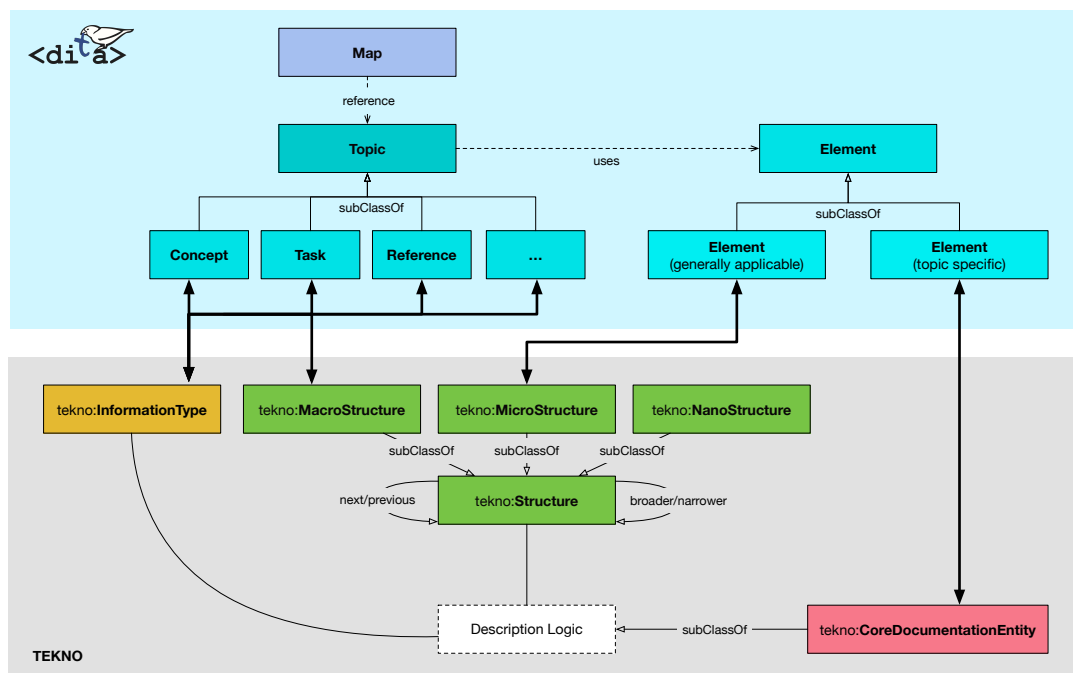 <dita>
Map
reference
Topic
uses
Element
subClassOf
subClassOf
Concept
Task
Reference
...
Element
(generally applicable)
Element
(topic specific)
tekno:InformationType
tekno:MacroStructure
tekno:MicroStructure
tekno:NanoStructure
subClassOf
subClassOf
subClassOf
next/previous
tekno:Structure
broader/narrower
Description Logic
subClassOf
tekno:CoreDocumentationEntity
TEKNO